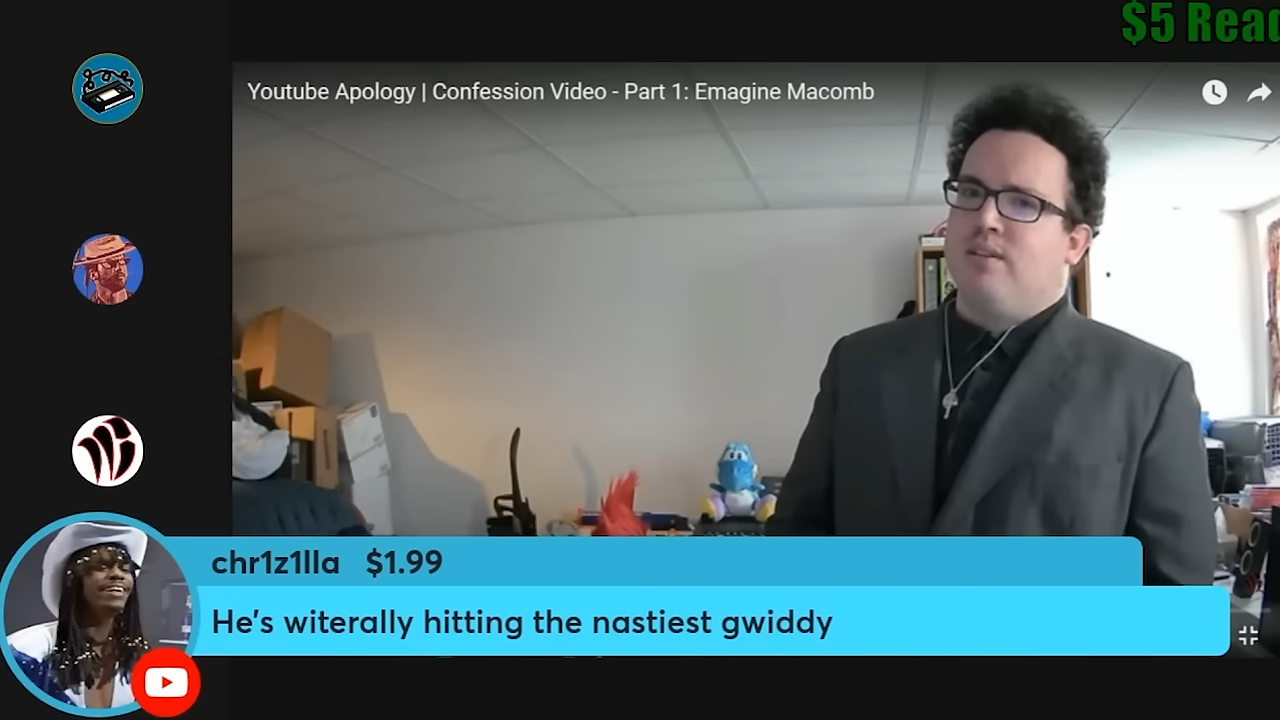 $5 Read
Youtube Apology | Confession Video - Part 1: Emagine Macomb
chr1z1lla $1.99
He's witerally hitting the nastiest gwiddy